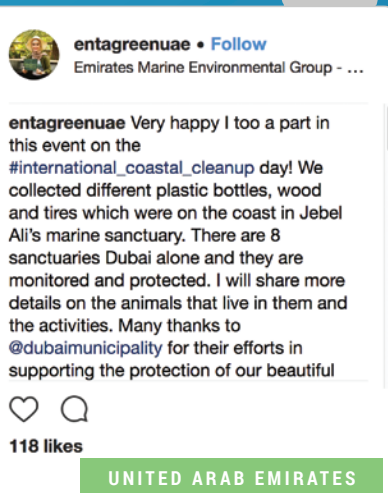 entagreenuae • Follow
Emirates Marine Environmental Group - ...
entagreenuae Very happy I too a part in
this event on the
#international_coastal_cleanup day! We
collected different plastic bottles, wood
and tires which were on the coast in Jebel
Ali's marine sanctuary. There are 8
sanctuaries Dubai alone and they are
monitored and protected. I will share more
details on the animals that live in them and
the activities. Many thanks to
@dubaimunicipality for their efforts in
supporting the protection of our beautiful
118 likes
UNITED ARAB EMIRATES